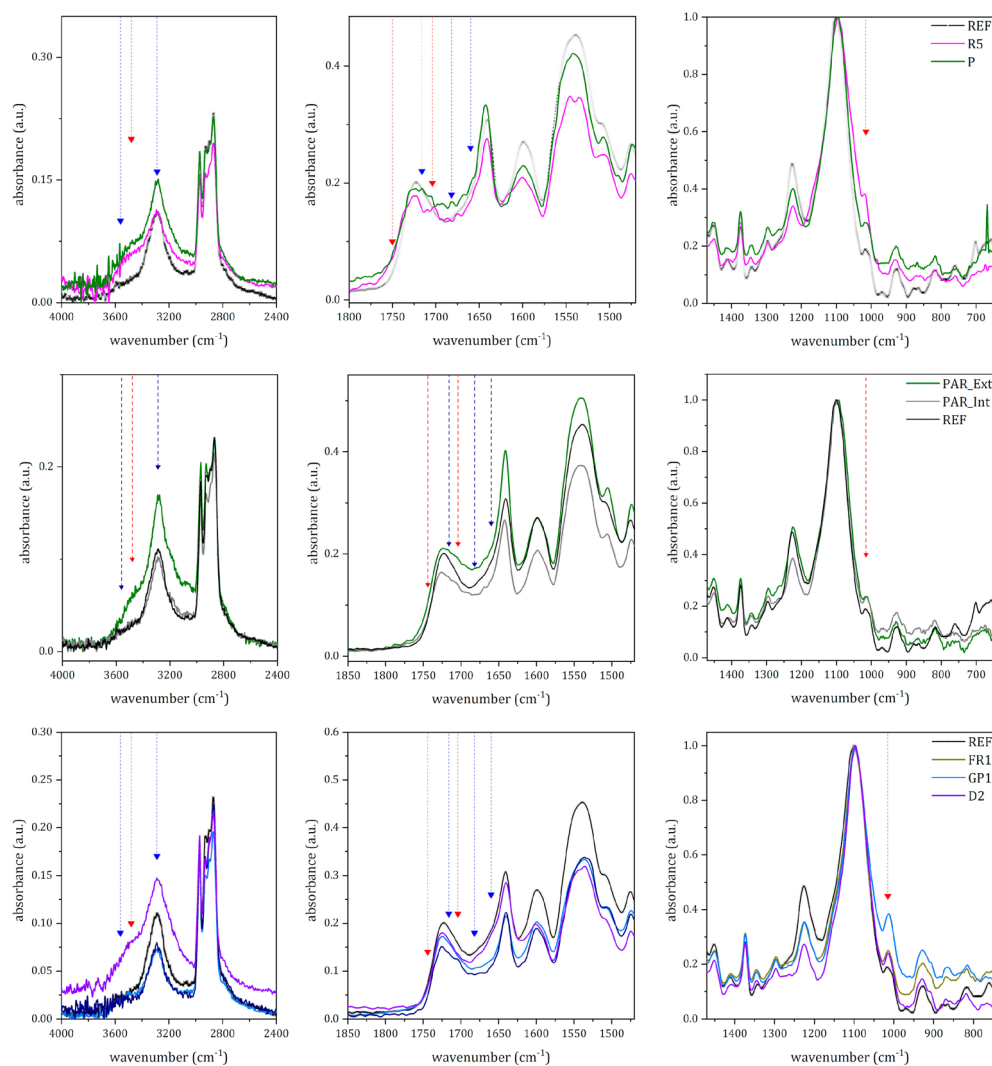 0.30
0.15
0.00
absorbance (a.u.)
4000 3600 3200 2800 2400
wavenumber (cm-1)
0.4
0.2
0.0
absorbance (a.u.)
1800 1750 1700 1650 1600 1550 1500
wavenumber (cm-1)
REF
R5
P
1.0
0.8
0.6
0.4
0.2
0.0
absorbance (a.u.)
1400 1300 1200 1100 1000 900 800 700
wavenumber (cm-1)
0.2
0.0
absorbance (a.u.)
4000 3600 3200 2800 2400
wavenumber (cm-1)
0.4
0.2
0.0
absorbance (a.u.)
1850 1800 1750 1700 1650 1600 1550 1500
wavenumber (cm-1)
PAR_Ext
PAR_Int
REF
1.0
0.8
0.6
0.4
0.2
0.0
absorbance (a.u.)
1400 1300 1200 1100 1000 900 800 700
wavenumber (cm-1)
0.30
0.25
0.20
0.15
0.10
0.05
0.00
absorbance (a.u.)
4000 3600 3200 2800 2400
wavenumber (cm-1)
0.6
0.5
0.4
0.3
0.2
0.1
0.0
absorbance (a.u.)
1850 1800 1750 1700 1650 1600 1550 1500
wavenumber (cm-1)
REF
FR1
GP1
D2
1.0
0.8
0.6
0.4
0.2
0.0
absorbance (a.u.)
1400 1300 1200 1100 1000 900 800 700
wavenumber (cm-1)